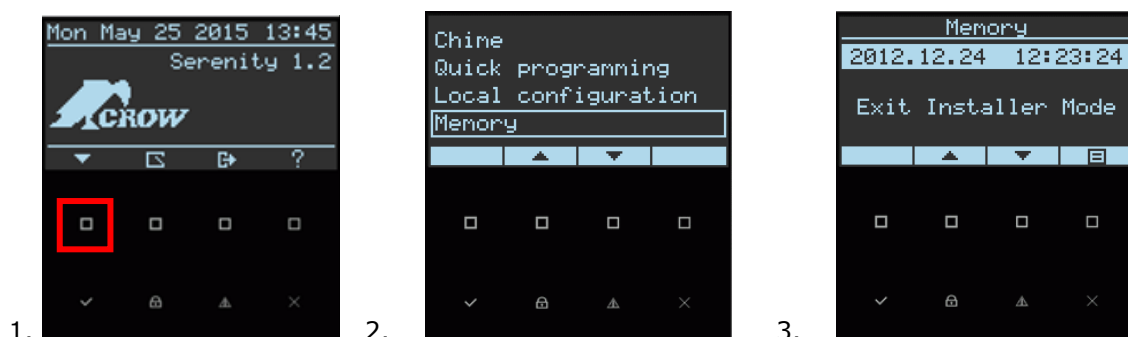 Mon May 25 2015 13:45
Serenity 1.2
CROW
?
1.
Chime
Quick programming
Local configuration
Memory
2.
Memory
2012.12.24 12:23:24
Exit Installer Mode
3.